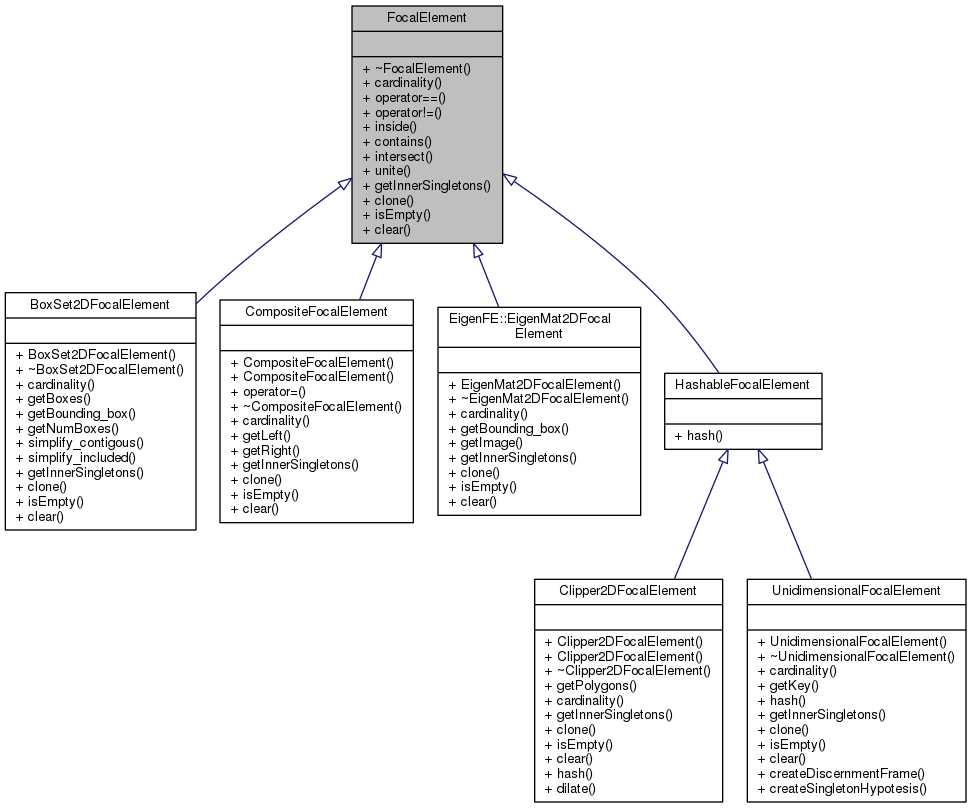 FocalElement
+ ~FocalElement()
+ cardinality()
+ operator==()
+ operator!=()
+ inside()
+ contains()
+ intersect()
+ unite()
+ getInnerSingletons()
+ clone()
+ isEmpty()
+ clear()
BoxSet2DFocalElement
+ BoxSet2DFocalElement()
+ ~BoxSet2DFocalElement()
+ cardinality()
+ getBoxes()
+ getBounding_box()
+ getNumBoxes()
+ simplify_contigous()
+ simplify_included()
+ getInnerSingletons()
+ clone()
+ isEmpty()
+ clear()
CompositeFocalElement
+ CompositeFocalElement()
+ CompositeFocalElement()
+ operator=()
+ ~CompositeFocalElement()
+ cardinality()
+ getLeft()
+ getRight()
+ getInnerSingletons()
+ clone()
+ isEmpty()
+ clear()
EigenFE::EigenMat2DFocal
Element
+ EigenMat2DFocalElement()
+ ~EigenMat2DFocalElement()
+ cardinality()
+ getBounding_box()
+ getImage()
+ getInnerSingletons()
+ clone()
+ isEmpty()
+ clear()
HashableFocalElement
+ hash()
Clipper2DFocalElement
+ Clipper2DFocalElement()
+ Clipper2DFocalElement()
+ ~Clipper2DFocalElement()
+ getPolygons()
+ cardinality()
+ getInnerSingletons()
+ clone()
+ isEmpty()
+ clear()
+ hash()
+ dilate()
UnidimensionalFocalElement
+ UnidimensionalFocalElement()
+ ~UnidimensionalFocalElement()
+ cardinality()
+ getKey()
+ hash()
+ getInnerSingletons()
+ clone()
+ isEmpty()
+ clear()
+ createDiscernmentFrame()
+ createSingletonHypotesis()